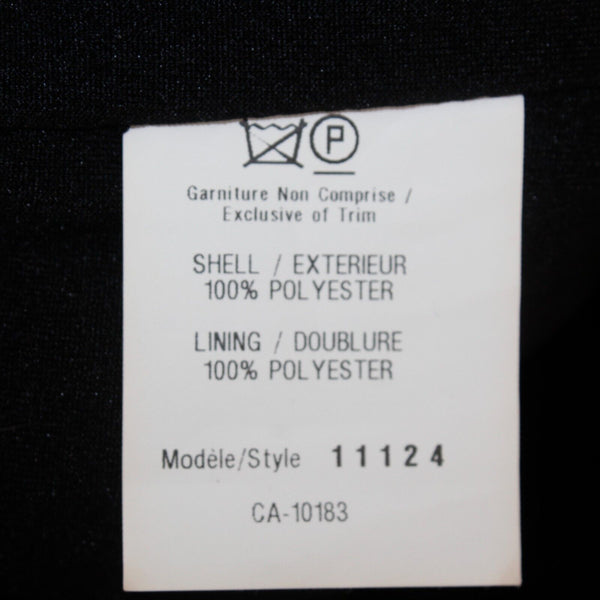 P
Garniture Non Comprise /
Exclusive of Trim
SHELL / EXTERIEUR
100% POLYESTER
LINING / DOUBLURE
100% POLYESTER
Modèle/Style 11124
CA-10183